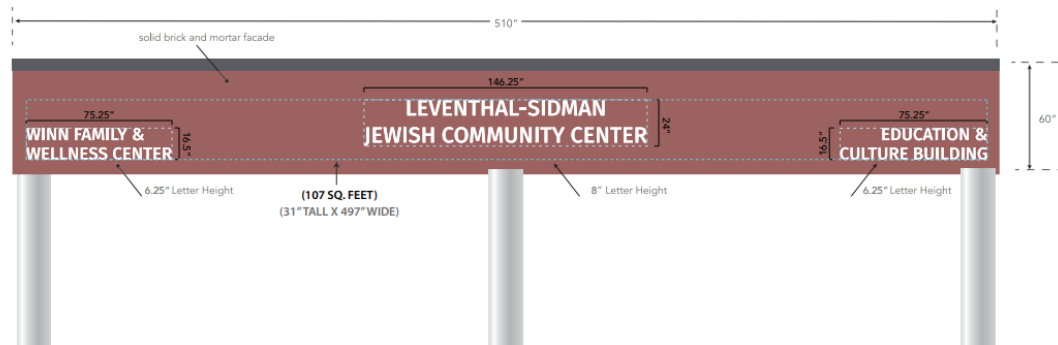 510"
solid brick and mortar facade
146.25"
LEVENTHAL-SIDMAN
JEWISH COMMUNITY CENTER
24"
60"
75.25"
WINN FAMILY &
WELLNESS CENTER
16.5"
75.25"
EDUCATION &
CULTURE BUILDING
16.5"
6.25" Letter Height
(107 SQ. FEET)
(31" TALL X 497" WIDE)
8" Letter Height
6.25" Letter Height